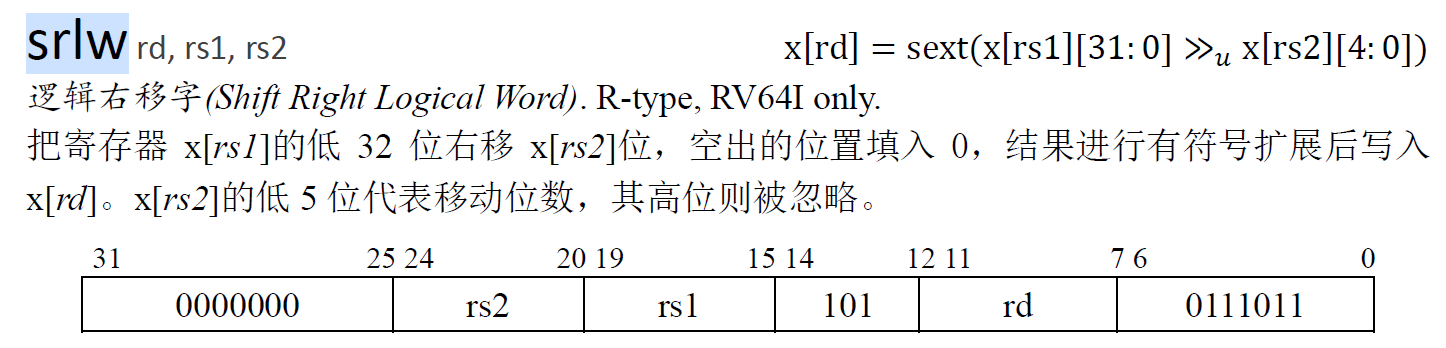 srlw rd, rs1, rs2 x[rd] = sext(x[rs1][31: 0] ≫ᵤ x[rs2][4: 0])
逻辑右移字(Shift Right Logical Word). R-type, RV64I only.
把寄存器 x[rs1]的低 32 位右移 x[rs2]位，空出的位置填入 0，结果进行有符号扩展后写入
x[rd]。x[rs2]的低 5 位代表移动位数，其高位则被忽略。
31 25 24 20 19 15 14 12 11 7 6 0
0000000 rs2 rs1 101 rd 0111011